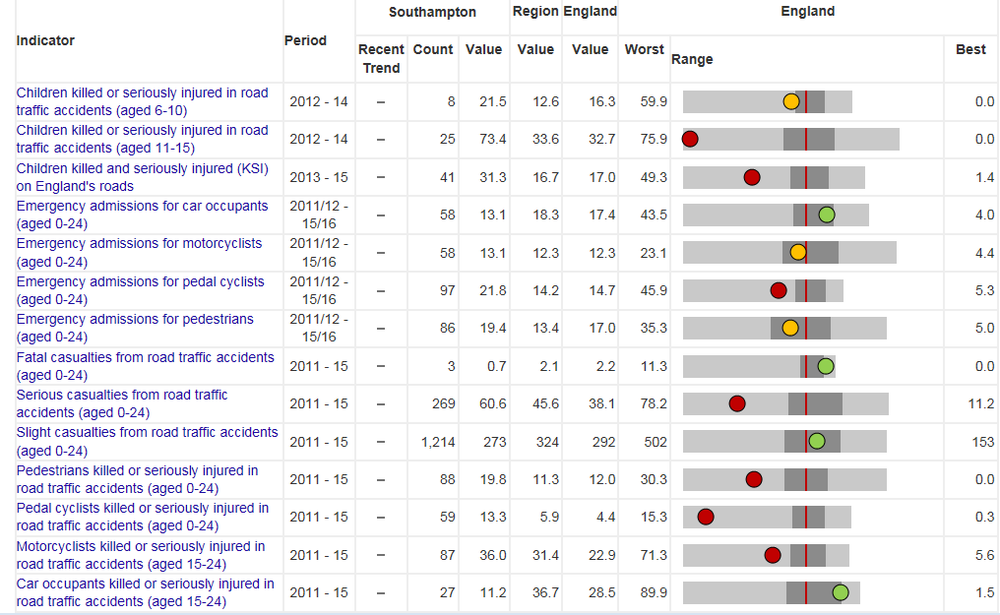 Southampton Region England England
Indicator Period
Recent Trend Count Value Value Value Worst Range Best
Children killed or seriously injured in road
traffic accidents (aged 6-10) 2012 - 14 – 8 21.5 12.6 16.3 59.9 0.0
Children killed or seriously injured in road
traffic accidents (aged 11-15) 2012 - 14 – 25 73.4 33.6 32.7 75.9 0.0
Children killed and seriously injured (KSI)
on England's roads 2013 - 15 – 41 31.3 16.7 17.0 49.3 1.4
Emergency admissions for car occupants
(aged 0-24) 2011/12 - 15/16 – 58 13.1 18.3 17.4 43.5 4.0
Emergency admissions for motorcyclists
(aged 0-24) 2011/12 - 15/16 – 58 13.1 12.3 12.3 23.1 4.4
Emergency admissions for pedal cyclists
(aged 0-24) 2011/12 - 15/16 – 97 21.8 14.2 14.7 45.9 5.3
Emergency admissions for pedestrians
(aged 0-24) 2011/12 - 15/16 – 86 19.4 13.4 17.0 35.3 5.0
Fatal casualties from road traffic accidents
(aged 0-24) 2011 - 15 – 3 0.7 2.1 2.2 11.3 0.0
Serious casualties from road traffic
accidents (aged 0-24) 2011 - 15 – 269 60.6 45.6 38.1 78.2 11.2
Slight casualties from road traffic accidents
(aged 0-24) 2011 - 15 – 1,214 273 324 292 502 153
Pedestrians killed or seriously injured in
road traffic accidents (aged 0-24) 2011 - 15 – 88 19.8 11.3 12.0 30.3 0.0
Pedal cyclists killed or seriously injured in
road traffic accidents (aged 0-24) 2011 - 15 – 59 13.3 5.9 4.4 15.3 0.3
Motorcyclists killed or seriously injured in
road traffic accidents (aged 15-24) 2011 - 15 – 87 36.0 31.4 22.9 71.3 5.6
Car occupants killed or seriously injured in
road traffic accidents (aged 15-24) 2011 - 15 – 27 11.2 36.7 28.5 89.9 1.5